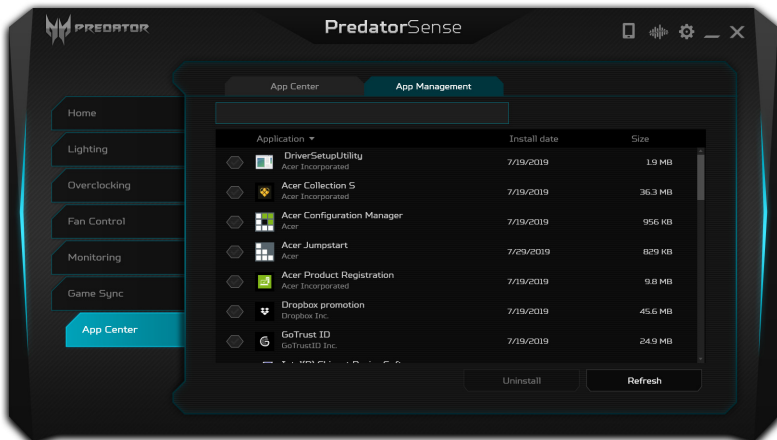 PREDATOR
PredatorSense
App Center
App Management
Home
Lighting
Overclocking
Fan Control
Monitoring
Game Sync
App Center
Application Install date Size
DriverSetupUtility
Acer Incorporated
7/19/2019 1.9 MB
Acer Collection S
Acer Incorporated
7/19/2019 36.3 MB
Acer Configuration Manager
Acer
7/19/2019 956 KB
Acer Jumpstart
Acer
7/29/2019 829 KB
Acer Product Registration
Acer Incorporated
7/19/2019 9.8 MB
Dropbox promotion
Dropbox Inc.
7/19/2019 45.6 MB
GoTrust ID
GoTrustID Inc.
7/19/2019 24.9 MB
Uninstall Refresh